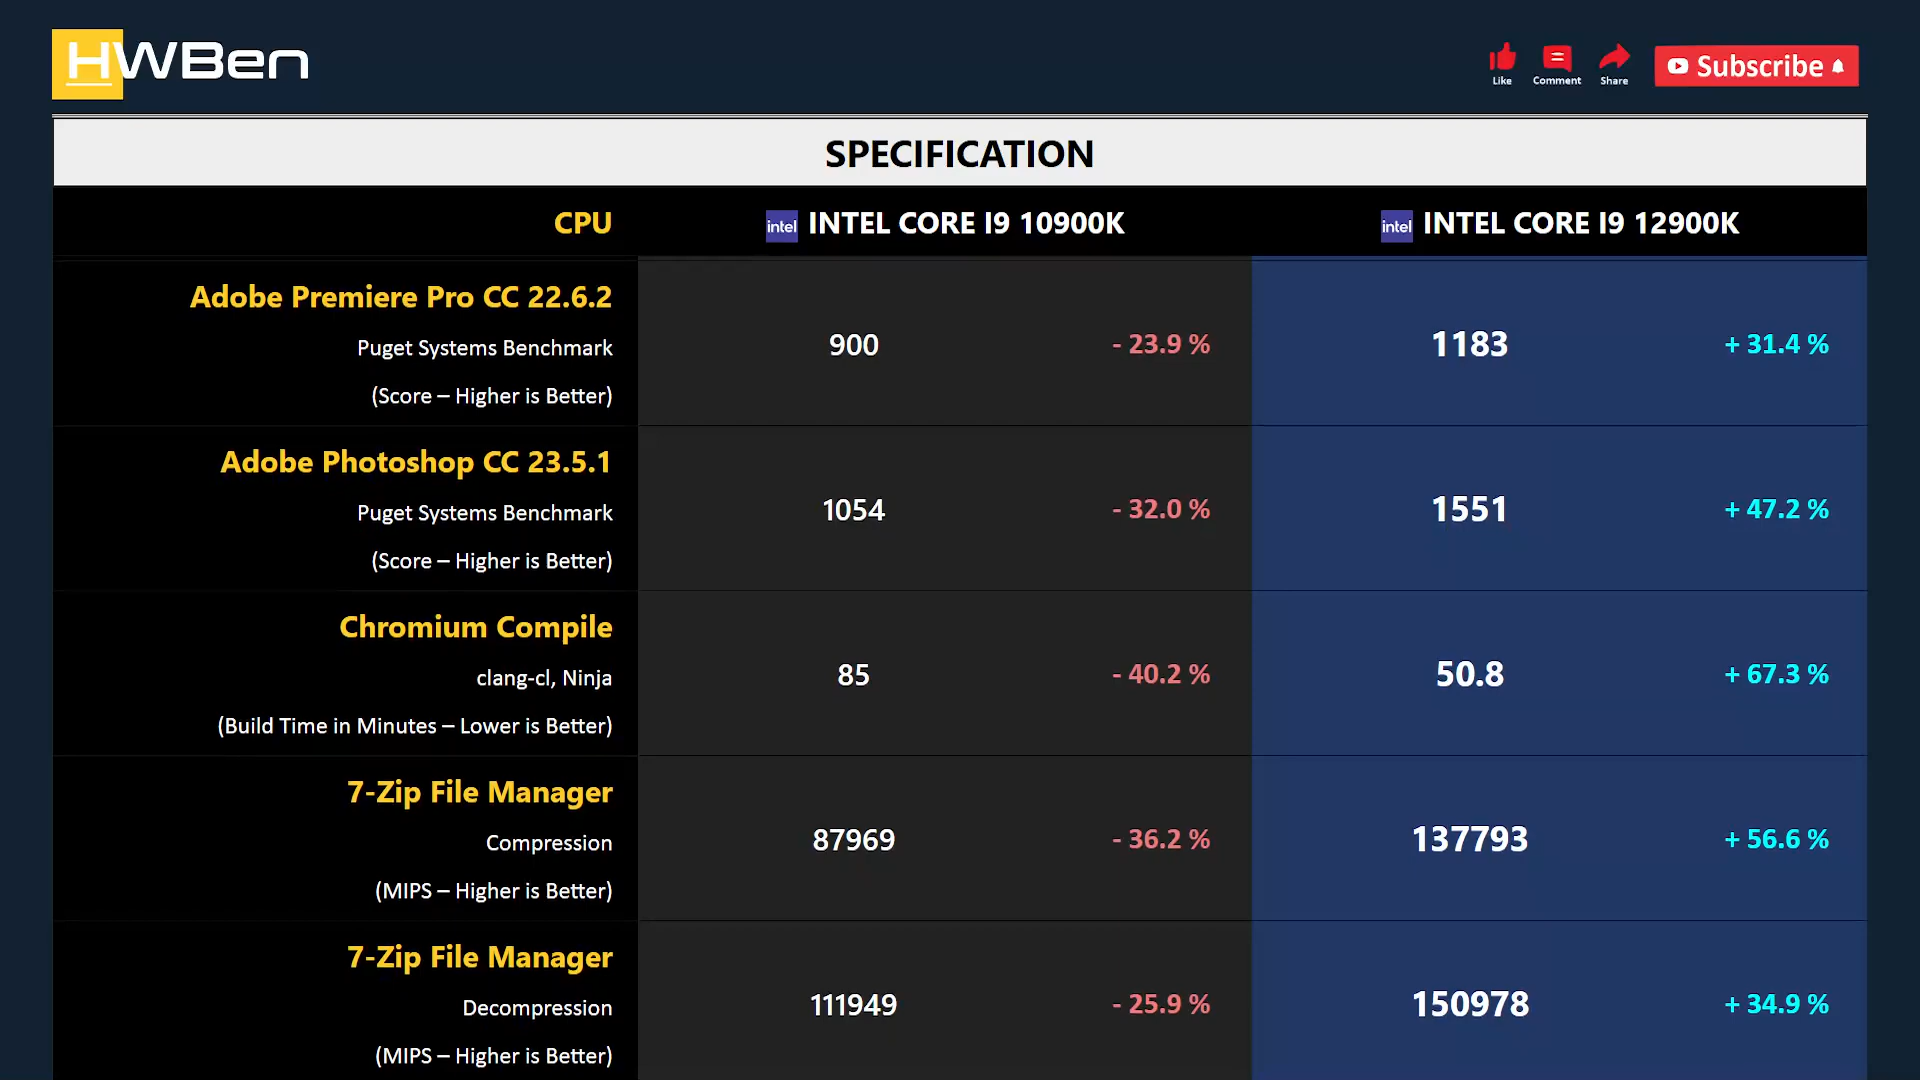 HWBen
Like
Comment
Share
Subscribe
SPECIFICATION
CPU
intel INTEL CORE I9 10900K
intel INTEL CORE I9 12900K
Adobe Premiere Pro CC 22.6.2
Puget Systems Benchmark
(Score – Higher is Better)
900
- 23.9 %
1183
+ 31.4 %
Adobe Photoshop CC 23.5.1
Puget Systems Benchmark
(Score – Higher is Better)
1054
- 32.0 %
1551
+ 47.2 %
Chromium Compile
clang-cl, Ninja
(Build Time in Minutes – Lower is Better)
85
- 40.2 %
50.8
+ 67.3 %
7-Zip File Manager
Compression
(MIPS – Higher is Better)
87969
- 36.2 %
137793
+ 56.6 %
7-Zip File Manager
Decompression
(MIPS – Higher is Better)
111949
- 25.9 %
150978
+ 34.9 %